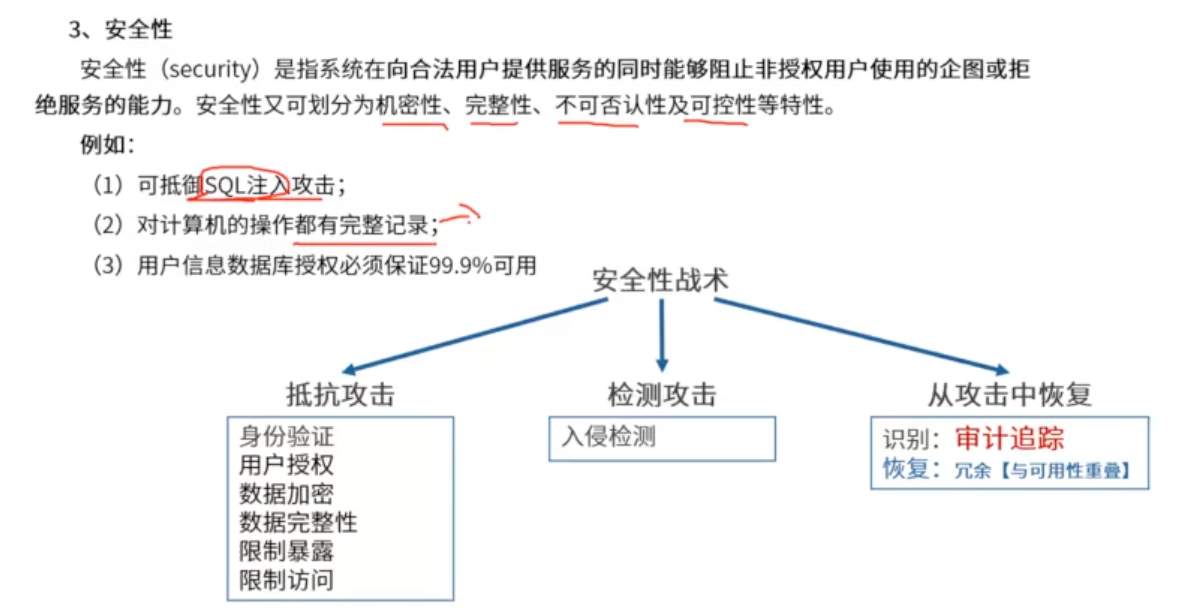 3、安全性
安全性（security）是指系统在向合法用户提供服务的同时能够阻止非授权用户使用的企图或拒
绝服务的能力。安全性又可划分为机密性、完整性、不可否认性及可控性等特性。
例如：
（1）可抵御SQL注入攻击；
（2）对计算机的操作都有完整记录；
（3）用户信息数据库授权必须保证99.9%可用
安全性战术
抵抗攻击
身份验证
用户授权
数据加密
数据完整性
限制暴露
限制访问
检测攻击
入侵检测
从攻击中恢复
识别：审计追踪
恢复：冗余【与可用性重叠】